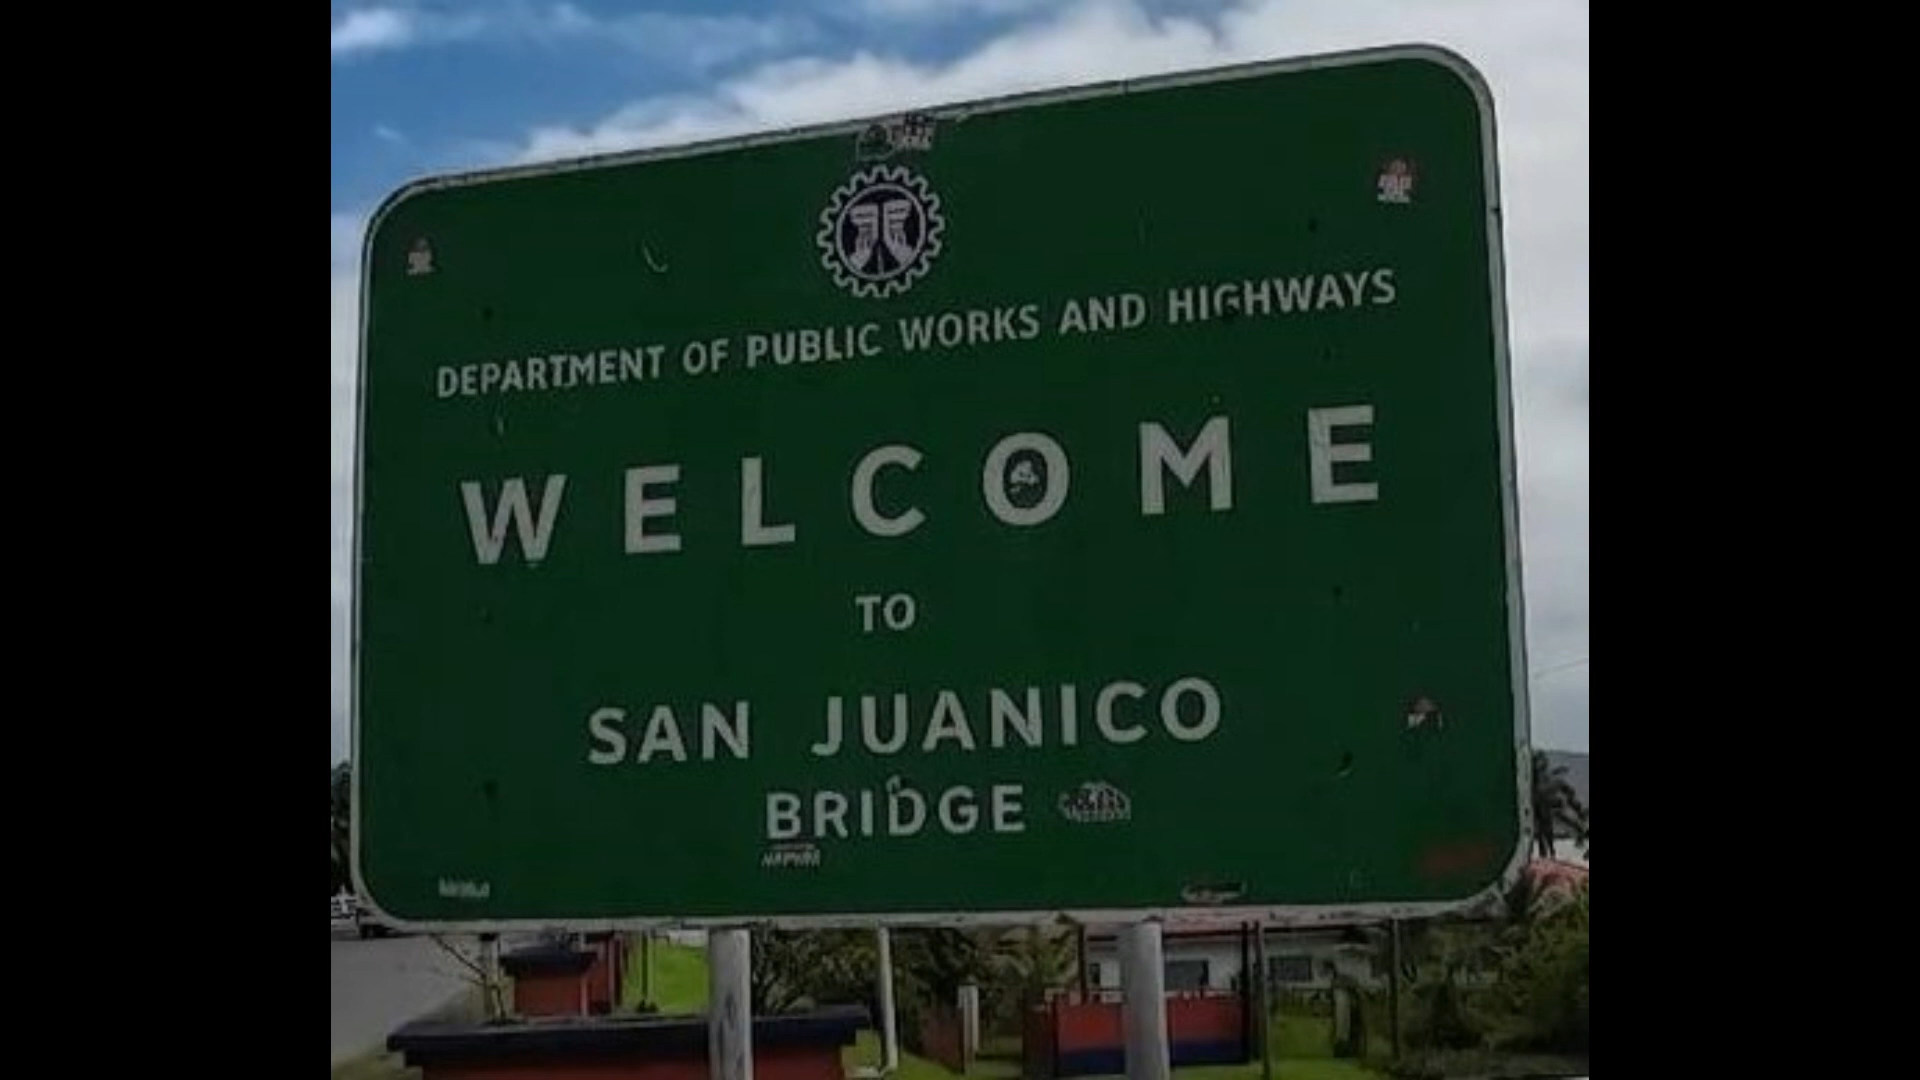 DEPARTMENT OF PUBLIC WORKS AND HIGHWAYS
WELCOME
TO
SAN JUANICO
BRIDGE